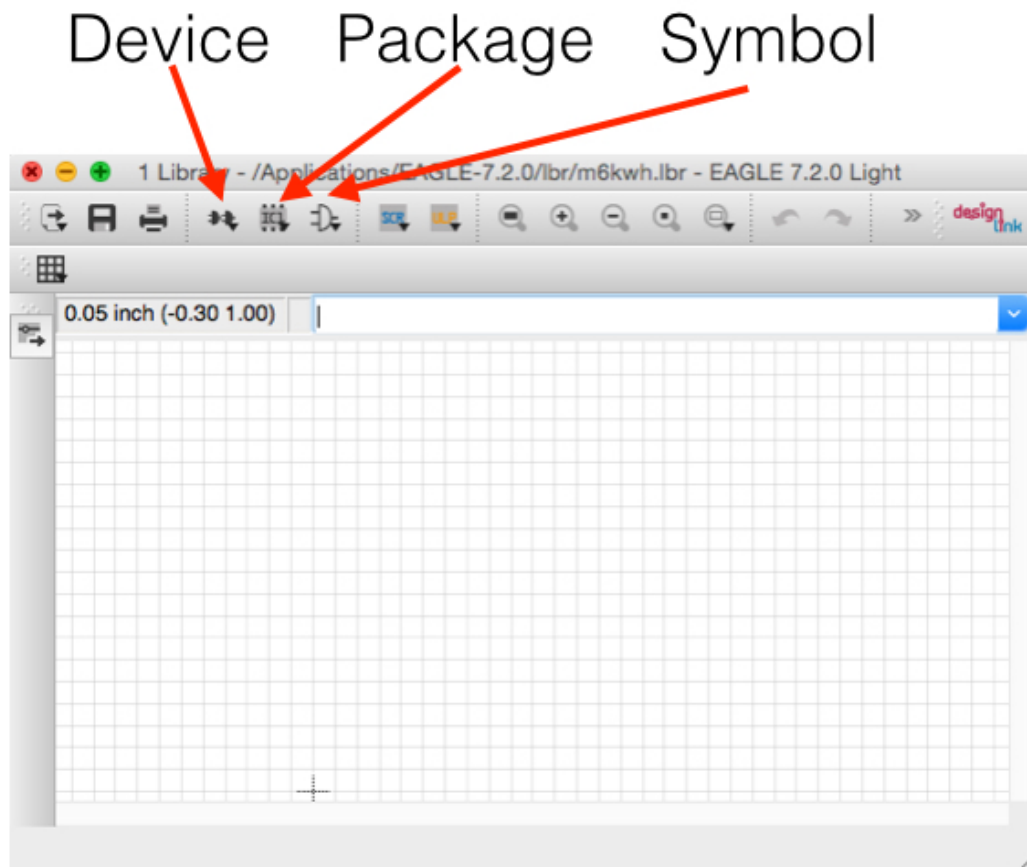 Device Package Symbol
1 Library - /Applications/EAGLE-7.2.0/lbr/m6kwh.lbr - EAGLE 7.2.0 Light
SCR ULP » design
link
0.05 inch (-0.30 1.00)